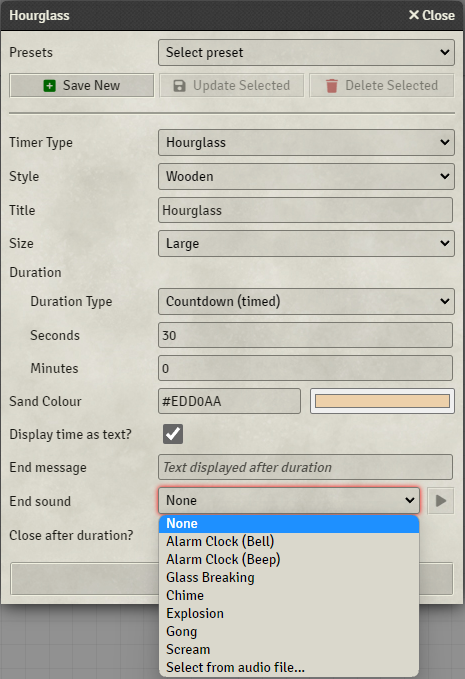 Hourglass
Close
Presets
Select preset
Save New
Update Selected
Delete Selected
Timer Type
Hourglass
Style
Wooden
Title
Hourglass
Size
Large
Duration
Duration Type
Countdown (timed)
Seconds
30
Minutes
0
Sand Colour
#EDD0AA
Display time as text?
End message
Text displayed after duration
End sound
None
Close after duration?
None
Alarm Clock (Bell)
Alarm Clock (Beep)
Glass Breaking
Chime
Explosion
Gong
Scream
Select from audio file...